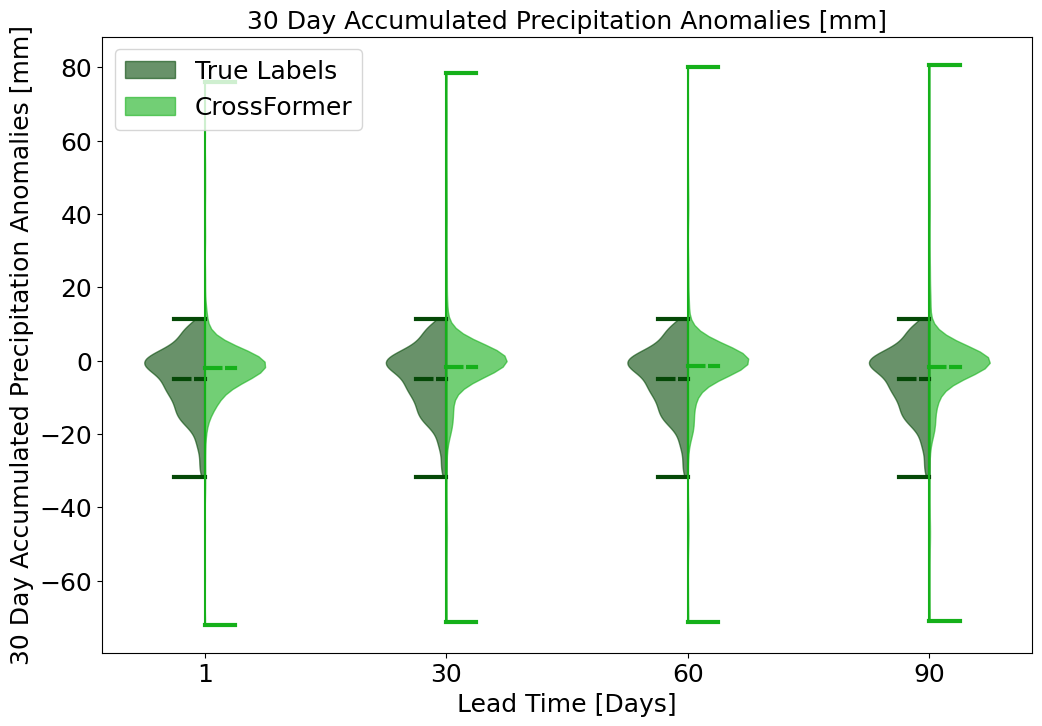 30 Day Accumulated Precipitation Anomalies [mm]
30 Day Accumulated Precipitation Anomalies [mm]
True Labels
CrossFormer
80
60
40
20
0
−20
−40
−60
1 30 60 90
Lead Time [Days]